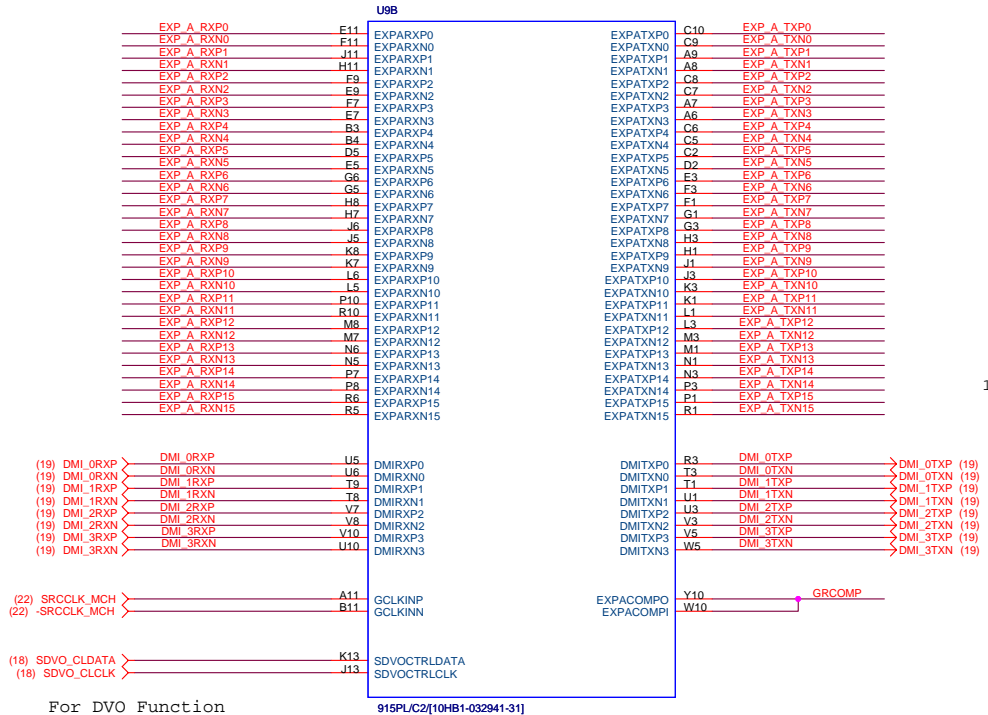 U9B
EXP_A_RXP0 E11 EXPARXP0 EXPATXP0 C10 EXP_A_TXP0
EXP_A_RXN0 F11 EXPARXN0 EXPATXN0 C9 EXP_A_TXN0
EXP_A_RXP1 J11 EXPARXP1 EXPATXP1 A9 EXP_A_TXP1
EXP_A_RXN1 H11 EXPARXN1 EXPATXN1 A8 EXP_A_TXN1
EXP_A_RXP2 F9 EXPARXP2 EXPATXP2 C8 EXP_A_TXP2
EXP_A_RXN2 E9 EXPARXN2 EXPATXN2 C7 EXP_A_TXN2
EXP_A_RXP3 F7 EXPARXP3 EXPATXP3 A7 EXP_A_TXP3
EXP_A_RXN3 E7 EXPARXN3 EXPATXN3 A6 EXP_A_TXN3
EXP_A_RXP4 B3 EXPARXP4 EXPATXP4 C6 EXP_A_TXP4
EXP_A_RXN4 B4 EXPARXN4 EXPATXN4 C5 EXP_A_TXN4
EXP_A_RXP5 D5 EXPARXP5 EXPATXP5 C2 EXP_A_TXP5
EXP_A_RXN5 E5 EXPARXN5 EXPATXN5 D2 EXP_A_TXN5
EXP_A_RXP6 G6 EXPARXP6 EXPATXP6 E3 EXP_A_TXP6
EXP_A_RXN6 G5 EXPARXN6 EXPATXN6 F3 EXP_A_TXN6
EXP_A_RXP7 H8 EXPARXP7 EXPATXP7 F1 EXP_A_TXP7
EXP_A_RXN7 H7 EXPARXN7 EXPATXN7 G1 EXP_A_TXN7
EXP_A_RXP8 J6 EXPARXP8 EXPATXP8 G3 EXP_A_TXP8
EXP_A_RXN8 J5 EXPARXN8 EXPATXN8 H3 EXP_A_TXN8
EXP_A_RXP9 K8 EXPARXP9 EXPATXP9 H1 EXP_A_TXP9
EXP_A_RXN9 K7 EXPARXN9 EXPATXN9 J1 EXP_A_TXN9
EXP_A_RXP10 L6 EXPARXP10 EXPATXP10 J3 EXP_A_TXP10
EXP_A_RXN10 L5 EXPARXN10 EXPATXN10 K3 EXP_A_TXN10
EXP_A_RXP11 P10 EXPARXP11 EXPATXP11 K1 EXP_A_TXP11
EXP_A_RXN11 R10 EXPARXN11 EXPATXN11 L1 EXP_A_TXN11
EXP_A_RXP12 M8 EXPARXP12 EXPATXP12 L3 EXP_A_TXP12
EXP_A_RXN12 M7 EXPARXN12 EXPATXN12 M3 EXP_A_TXN12
EXP_A_RXP13 N6 EXPARXP13 EXPATXP13 M1 EXP_A_TXP13
EXP_A_RXN13 N5 EXPARXN13 EXPATXN13 N1 EXP_A_TXN13
EXP_A_RXP14 P7 EXPARXP14 EXPATXP14 N3 EXP_A_TXP14
EXP_A_RXN14 P8 EXPARXN14 EXPATXN14 P3 EXP_A_TXN14
EXP_A_RXP15 R6 EXPARXP15 EXPATXP15 P1 EXP_A_TXP15
EXP_A_RXN15 R5 EXPARXN15 EXPATXN15 R1 EXP_A_TXN15
(19) DMI_0RXP DMI_0RXP U5 DMIRXP0 DMITXP0 R3 DMI_0TXP DMI_0TXP (19)
(19) DMI_0RXN DMI_0RXN U6 DMIRXN0 DMITXN0 T3 DMI_0TXN DMI_0TXN (19)
(19) DMI_1RXP DMI_1RXP T9 DMIRXP1 DMITXP1 T1 DMI_1TXP DMI_1TXP (19)
(19) DMI_1RXN DMI_1RXN T8 DMIRXN1 DMITXN1 U1 DMI_1TXN DMI_1TXN (19)
(19) DMI_2RXP DMI_2RXP V7 DMIRXP2 DMITXP2 U3 DMI_2TXP DMI_2TXP (19)
(19) DMI_2RXN DMI_2RXN V8 DMIRXN2 DMITXN2 V3 DMI_2TXN DMI_2TXN (19)
(19) DMI_3RXP DMI_3RXP V10 DMIRXP3 DMITXP3 V5 DMI_3TXP DMI_3TXP (19)
(19) DMI_3RXN DMI_3RXN U10 DMIRXN3 DMITXN3 W5 DMI_3TXN DMI_3TXN (19)
(22) SRCCLK_MCH A11 GCLKINP EXPACOMPO Y10 GRCOMP
(22) -SRCCLK_MCH B11 GCLKINN EXPACOMPI W10
(18) SDVO_CLDATA K13 SDVOCTRLDATA
(18) SDVO_CLCLK J13 SDVOCTRLCLK
For DVO Function
915PL/C2/[10HB1-032941-31]